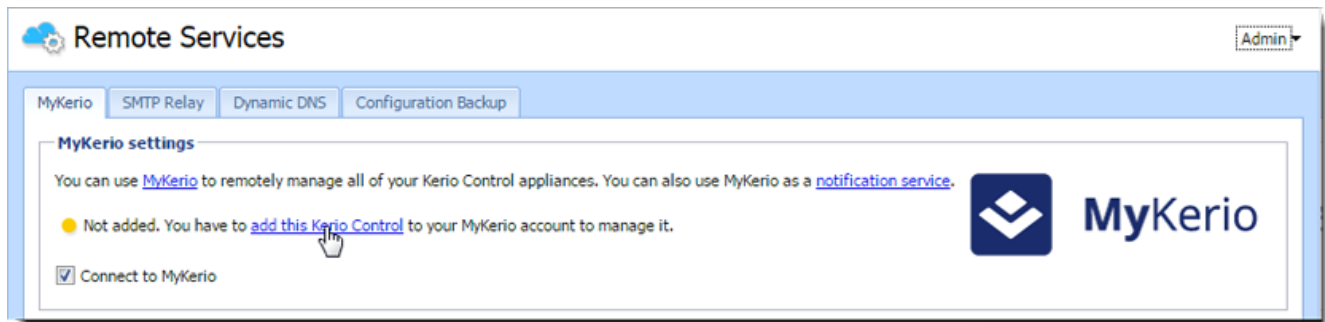 Remote Services
Admin
MyKerio SMTP Relay Dynamic DNS Configuration Backup
MyKerio settings
You can use MyKerio to remotely manage all of your Kerio Control appliances. You can also use MyKerio as a notification service.
Not added. You have to add this Kerio Control to your MyKerio account to manage it.
MyKerio
Connect to MyKerio